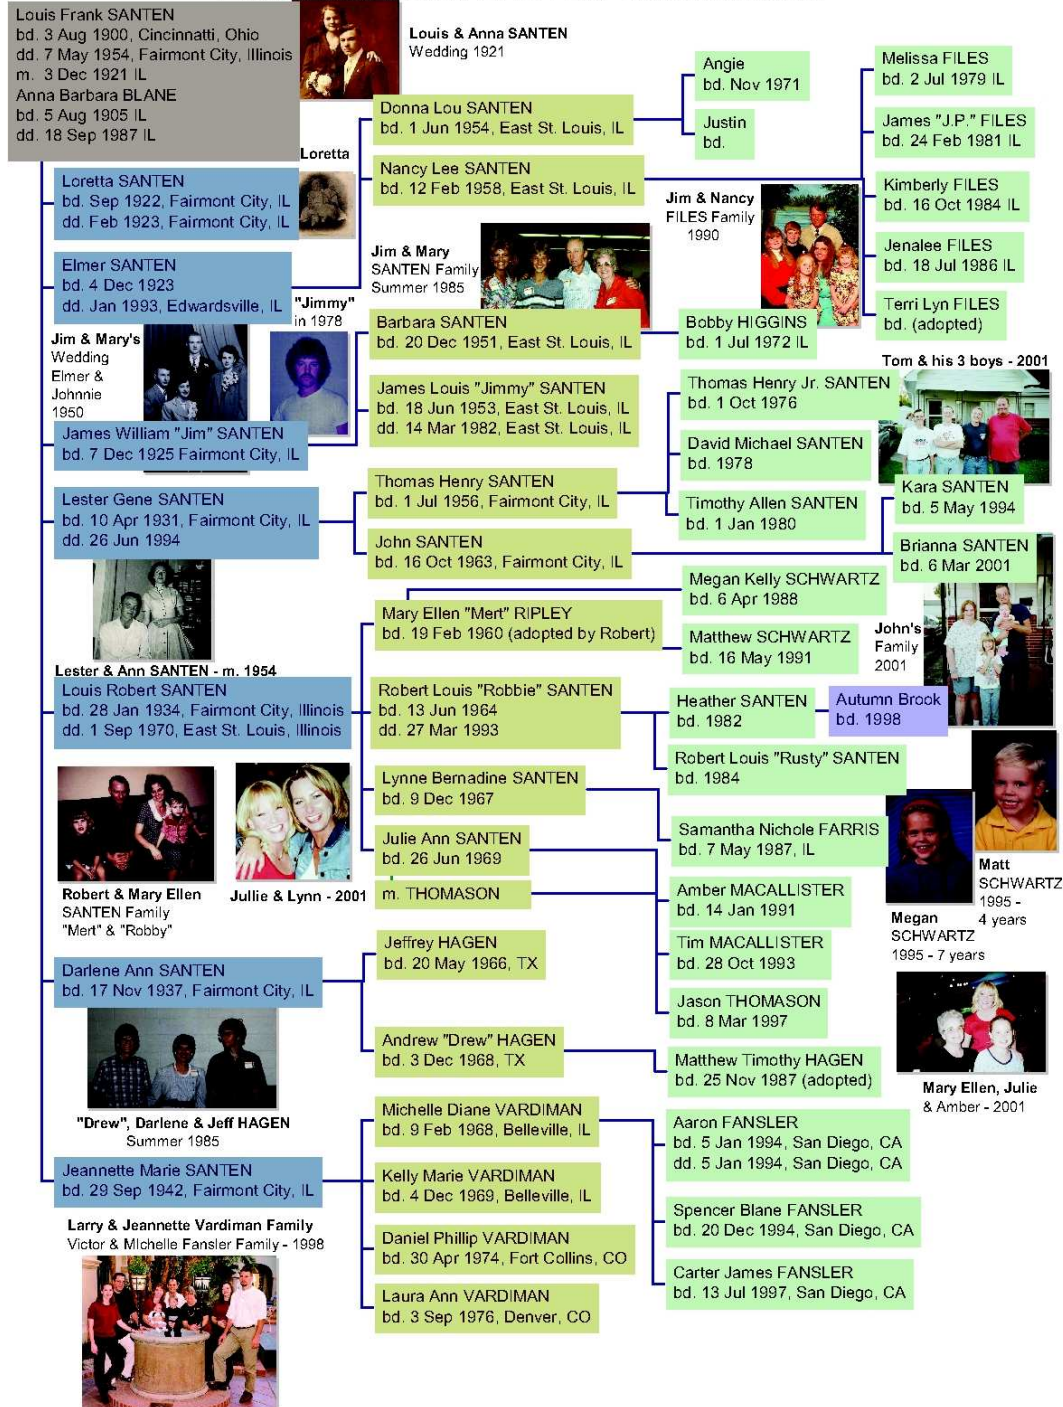 Louis Frank SANTEN
bd. 3 Aug 1900, Cincinnatti, Ohio
dd. 7 May 1954, Fairmont City, Illinois
m. 3 Dec 1921 IL
Anna Barbara BLANE
bd. 5 Aug 1905 IL
dd. 18 Sep 1987 IL
Louis & Anna SANTEN
Wedding 1921
Loretta
Loretta SANTEN
bd. Sep 1922, Fairmont City, IL
dd. Feb 1923, Fairmont City, IL
Elmer SANTEN
bd. 4 Dec 1923
dd. Jan 1993, Edwardsville, IL
Donna Lou SANTEN
bd. 1 Jun 1954, East St. Louis, IL
Angie
bd. Nov 1971
Justin
bd.
Nancy Lee SANTEN
bd. 12 Feb 1958, East St. Louis, IL
Melissa FILES
bd. 2 Jul 1979 IL
James "J.P." FILES
bd. 24 Feb 1981 IL
Kimberly FILES
bd. 16 Oct 1984 IL
Jenalee FILES
bd. 18 Jul 1986 IL
Terri Lyn FILES
bd. (adopted)
Jim & Nancy
FILES Family
1990
Jim & Mary
SANTEN Family
Summer 1985
"Jimmy"
in 1978
Jim & Mary's
Wedding
Elmer &
Johnnie
1950
James William "Jim" SANTEN
bd. 7 Dec 1925 Fairmont City, IL
Barbara SANTEN
bd. 20 Dec 1951, East St. Louis, IL
Bobby HIGGINS
bd. 1 Jul 1972 IL
James Louis "Jimmy" SANTEN
bd. 18 Jun 1953, East St. Louis, IL
dd. 14 Mar 1982, East St. Louis, IL
Lester Gene SANTEN
bd. 10 Apr 1931, Fairmont City, IL
dd. 26 Jun 1994
Thomas Henry SANTEN
bd. 1 Jul 1956, Fairmont City, IL
Thomas Henry Jr. SANTEN
bd. 1 Oct 1976
David Michael SANTEN
bd. 1978
Timothy Allen SANTEN
bd. 1 Jan 1980
Tom & his 3 boys - 2001
John SANTEN
bd. 16 Oct 1963, Fairmont City, IL
Kara SANTEN
bd. 5 May 1994
Brianna SANTEN
bd. 6 Mar 2001
John's
Family
2001
Lester & Ann SANTEN - m. 1954
Louis Robert SANTEN
bd. 28 Jan 1934, Fairmont City, Illinois
dd. 1 Sep 1970, East St. Louis, Illinois
Mary Ellen "Mert" RIPLEY
bd. 19 Feb 1960 (adopted by Robert)
Megan Kelly SCHWARTZ
bd. 6 Apr 1988
Matthew SCHWARTZ
bd. 16 May 1991
Robert Louis "Robbie" SANTEN
bd. 13 Jun 1964
dd. 27 Mar 1993
Heather SANTEN
bd. 1982
Autumn Brook
bd. 1998
Robert Louis "Rusty" SANTEN
bd. 1984
Lynne Bernadine SANTEN
bd. 9 Dec 1967
Samantha Nichole FARRIS
bd. 7 May 1987, IL
Julie Ann SANTEN
bd. 26 Jun 1969
m. THOMASON
Amber MACALLISTER
bd. 14 Jan 1991
Tim MACALLISTER
bd. 28 Oct 1993
Jason THOMASON
bd. 8 Mar 1997
Robert & Mary Ellen
SANTEN Family
"Mert" & "Robby"
Jullie & Lynn - 2001
Matt
SCHWARTZ
1995 -
4 years
Megan
SCHWARTZ
1995 - 7 years
Darlene Ann SANTEN
bd. 17 Nov 1937, Fairmont City, IL
Jeffrey HAGEN
bd. 20 May 1966, TX
Andrew "Drew" HAGEN
bd. 3 Dec 1968, TX
Matthew Timothy HAGEN
bd. 25 Nov 1987 (adopted)
Mary Ellen, Julie
& Amber - 2001
"Drew", Darlene & Jeff HAGEN
Summer 1985
Jeannette Marie SANTEN
bd. 29 Sep 1942, Fairmont City, IL
Michelle Diane VARDIMAN
bd. 9 Feb 1968, Belleville, IL
Aaron FANSLER
bd. 5 Jan 1994, San Diego, CA
dd. 5 Jan 1994, San Diego, CA
Spencer Blane FANSLER
bd. 20 Dec 1994, San Diego, CA
Carter James FANSLER
bd. 13 Jul 1997, San Diego, CA
Kelly Marie VARDIMAN
bd. 4 Dec 1969, Belleville, IL
Daniel Phillip VARDIMAN
bd. 30 Apr 1974, Fort Collins, CO
Laura Ann VARDIMAN
bd. 3 Sep 1976, Denver, CO
Larry & Jeannette Vardiman Family
Victor & MIchelle Fansler Family - 1998